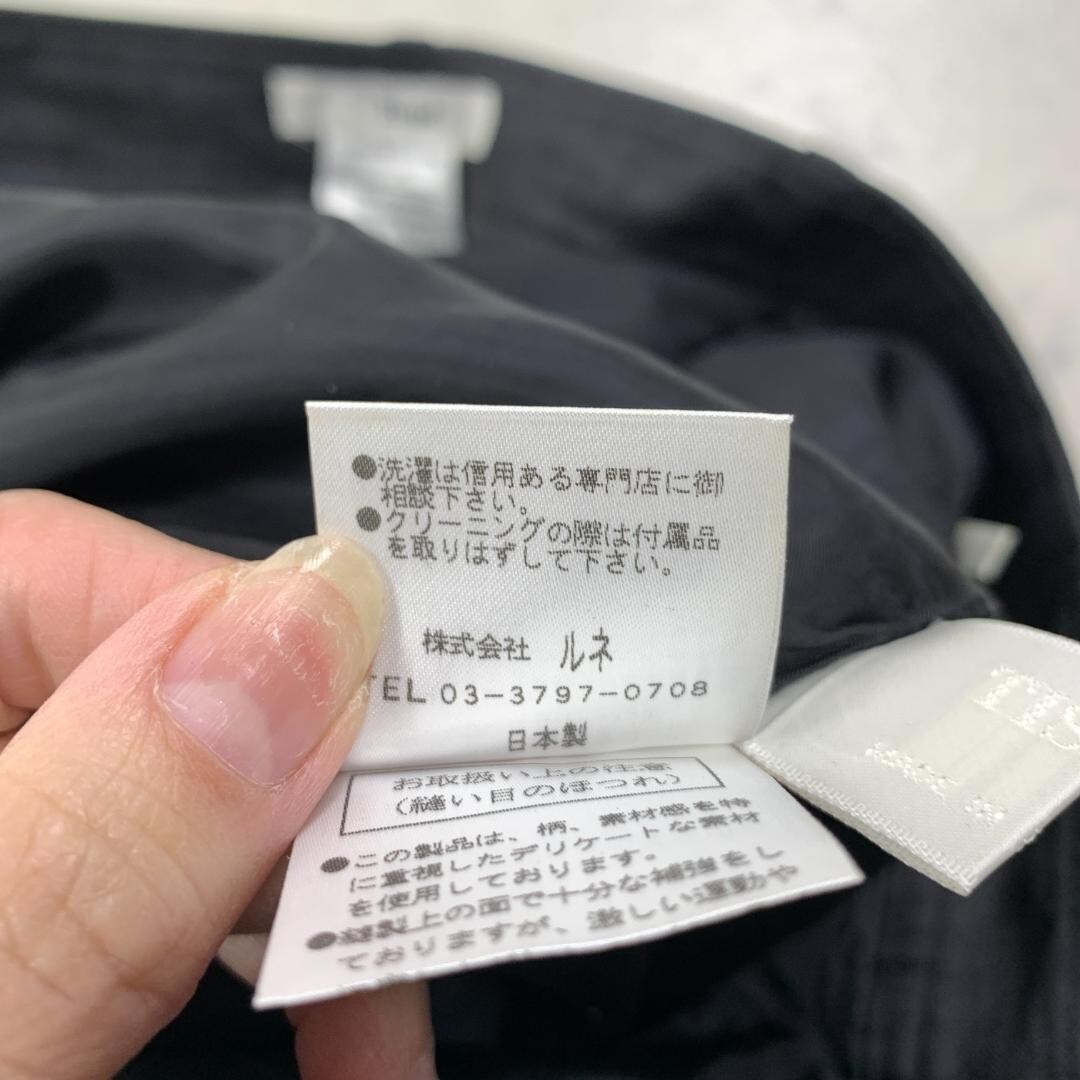 ●洗濯は信用ある専門店に御
相談下さい。
●クリーニングの際は付属品
を取りはずして下さい。
株式会社 ルネ
TEL 03-3797-0708
日本製
お取扱い上の注意
(縫い目のほつれ)
●この製品は、柄、素材感を特
に重視したデリケートな素材
を使用しております。
●縫製上の面で十分な補強をし
ておりますが、激しい運動や